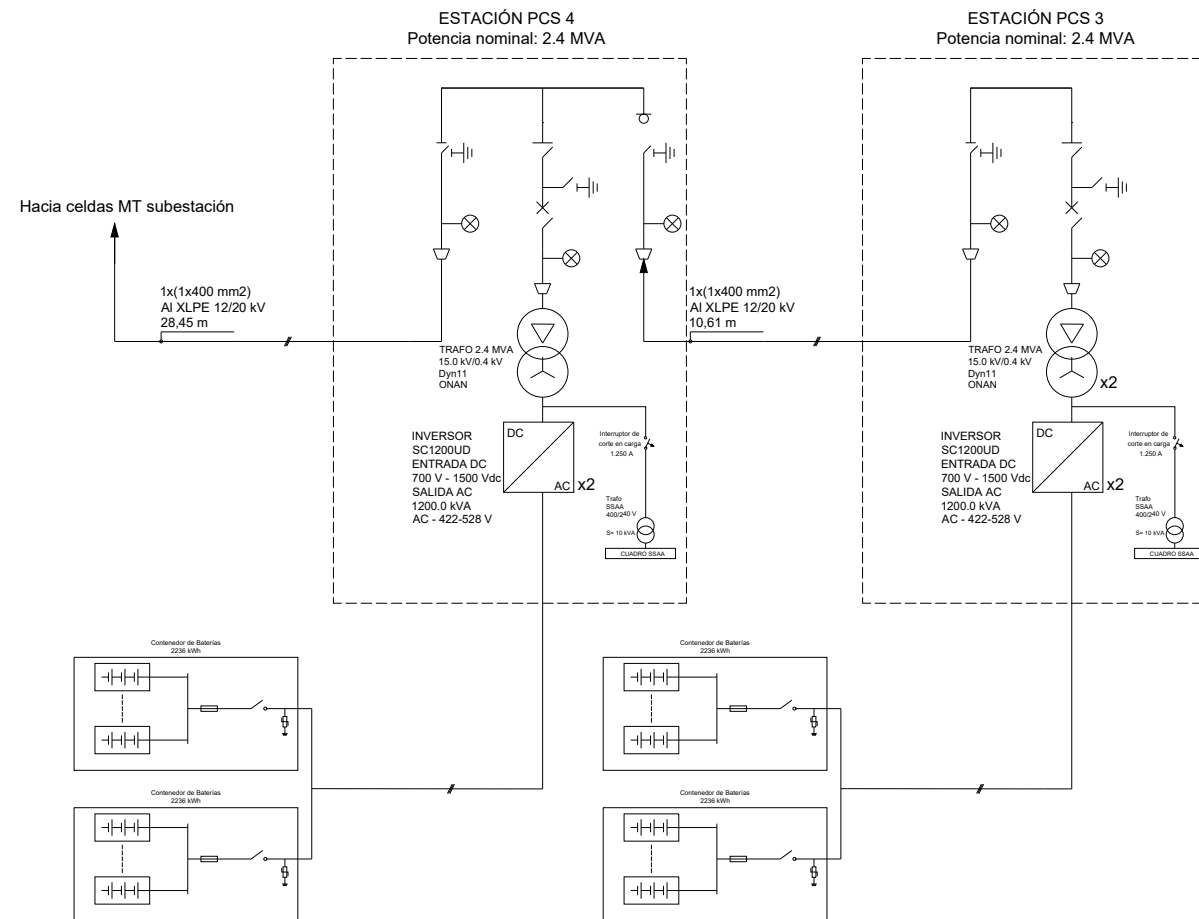 ESTACIÓN PCS 4
Potencia nominal: 2.4 MVA
ESTACIÓN PCS 3
Potencia nominal: 2.4 MVA
Hacia celdas MT subestación
1x(1x400 mm2)
Al XLPE 12/20 kV
28,45 m
1x(1x400 mm2)
Al XLPE 12/20 kV
10,61 m
TRAFO 2.4 MVA
15.0 kV/0.4 kV
Dyn11
ONAN
TRAFO 2.4 MVA
15.0 kV/0.4 kV
Dyn11
ONAN
x2
INVERSOR
SC1200UD
ENTRADA DC
700 V - 1500 Vdc
SALIDA AC
1200.0 kVA
AC - 422-528 V
DC
AC
x2
Interruptor de
corte en carga
1.250 A
Trafo
SSAA
400/240 V
S= 10 kVA
CUADRO SSAA
INVERSOR
SC1200UD
ENTRADA DC
700 V - 1500 Vdc
SALIDA AC
1200.0 kVA
AC - 422-528 V
DC
AC
x2
Interruptor de
corte en carga
1.250 A
Trafo
SSAA
400/240 V
S= 10 kVA
CUADRO SSAA
Contenedor de Baterías
2236 kWh
Contenedor de Baterías
2236 kWh
Contenedor de Baterías
2236 kWh
Contenedor de Baterías
2236 kWh